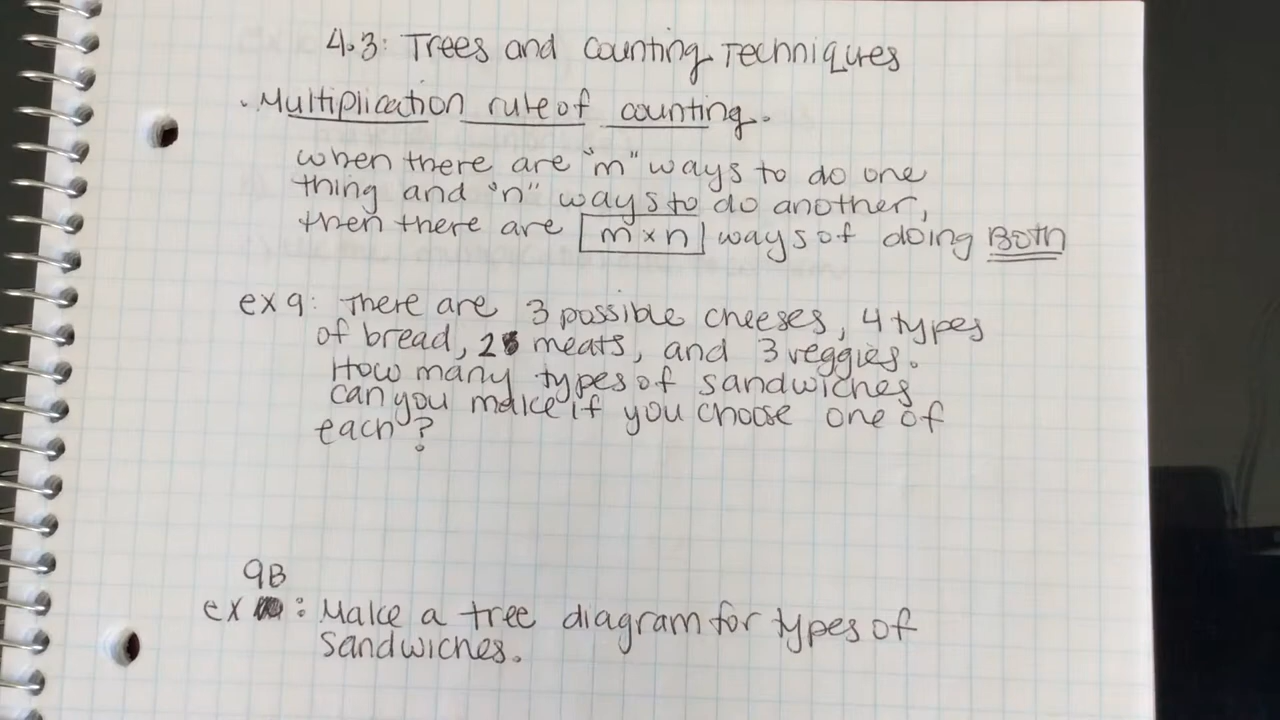 4.3: Trees and Counting Techniques
. Multiplication rule of counting.
when there are "m" ways to do one
thing and "n" ways to do another,
then there are m × n ways of doing BOTH
ex 9: There are 3 possible cheeses, 4 types
of bread, 2 meats, and 3 veggies.
How many types of sandwiches
can you make if you choose one of
each?
9B
ex : Make a tree diagram for types of
sandwiches.